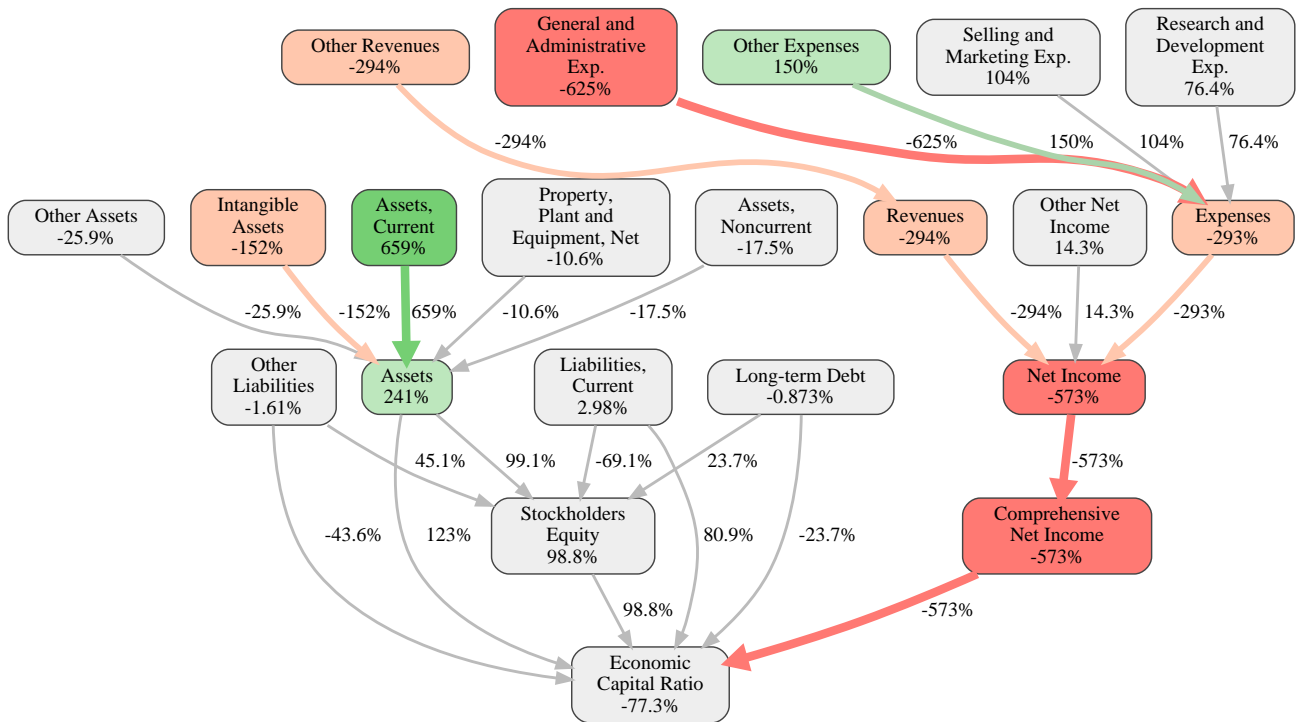 Other Revenues
-294%
General and
Administrative
Exp.
-625%
Other Expenses
150%
Selling and
Marketing Exp.
104%
Research and
Development
Exp.
76.4%
-294%
-625%
150%
104%
76.4%
Other Assets
-25.9%
Intangible
Assets
-152%
Assets,
Current
659%
Property,
Plant and
Equipment, Net
-10.6%
Assets,
Noncurrent
-17.5%
Revenues
-294%
Other Net
Income
14.3%
Expenses
-293%
-25.9%
-152%
659%
-10.6%
-17.5%
-294%
14.3%
-293%
Other
Liabilities
-1.61%
Assets
241%
Liabilities,
Current
2.98%
Long-term Debt
-0.873%
Net Income
-573%
45.1%
99.1%
-69.1%
23.7%
-573%
Stockholders
Equity
98.8%
Comprehensive
Net Income
-573%
-43.6%
123%
80.9%
-23.7%
98.8%
-573%
Economic
Capital Ratio
-77.3%